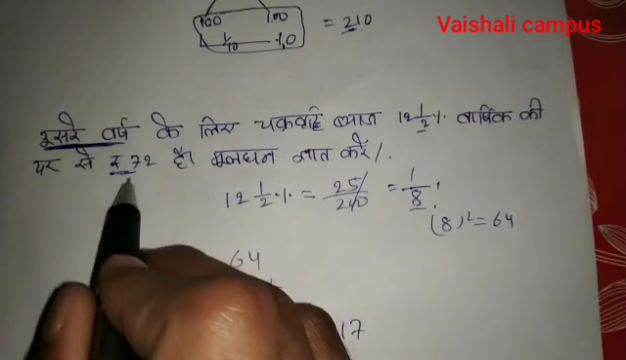 Vaishali campus
100 100
= 210
1/10 10
दूसरे वर्ष के लिए चक्रवृद्धि ब्याज 12 1/2 % वार्षिक की
दर से ₹ 72 है। मूलधन ज्ञात करें/.
12 1/2 % = 25/200 = 1/8 :
(8)² = 64
64
17